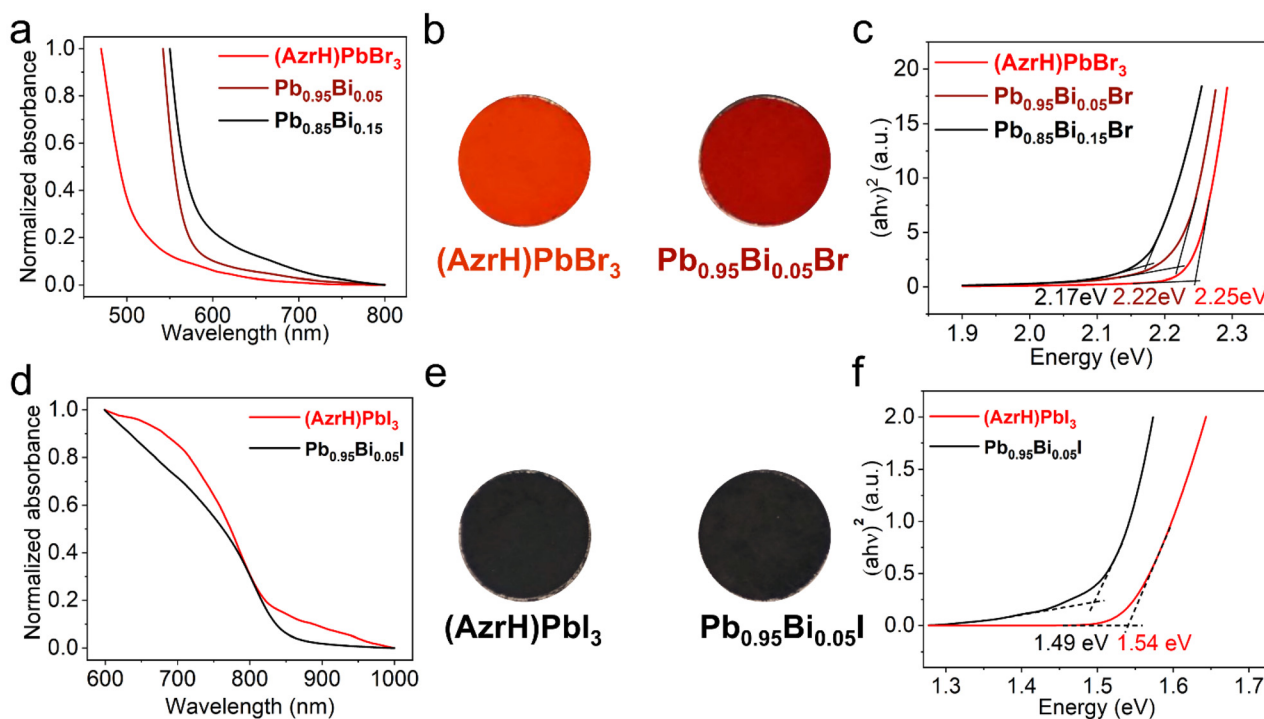 a
1.0
0.8
0.6
0.4
0.2
0.0
Normalized absorbance
500
600
700
800
Wavelength (nm)
(AzrH)PbBr₃
Pb₀.₉₅Bi₀.₀₅
Pb₀.₈₅Bi₀.₁₅
b
(AzrH)PbBr₃
Pb₀.₉₅Bi₀.₀₅Br
c
20
15
10
5
0
(ahν)² (a.u.)
(AzrH)PbBr₃
Pb₀.₉₅Bi₀.₀₅Br
Pb₀.₈₅Bi₀.₁₅Br
2.17eV
2.22eV
2.25eV
1.9
2.0
2.1
2.2
2.3
Energy (eV)
d
1.0
0.8
0.6
0.4
0.2
0.0
Normalized absorbance
600
700
800
900
1000
Wavelength (nm)
(AzrH)PbI₃
Pb₀.₉₅Bi₀.₀₅I
e
(AzrH)PbI₃
Pb₀.₉₅Bi₀.₀₅I
f
2.0
1.5
1.0
0.5
0.0
(ahν)² (a.u.)
(AzrH)PbI₃
Pb₀.₉₅Bi₀.₀₅I
1.49 eV
1.54 eV
1.3
1.4
1.5
1.6
1.7
Energy (eV)